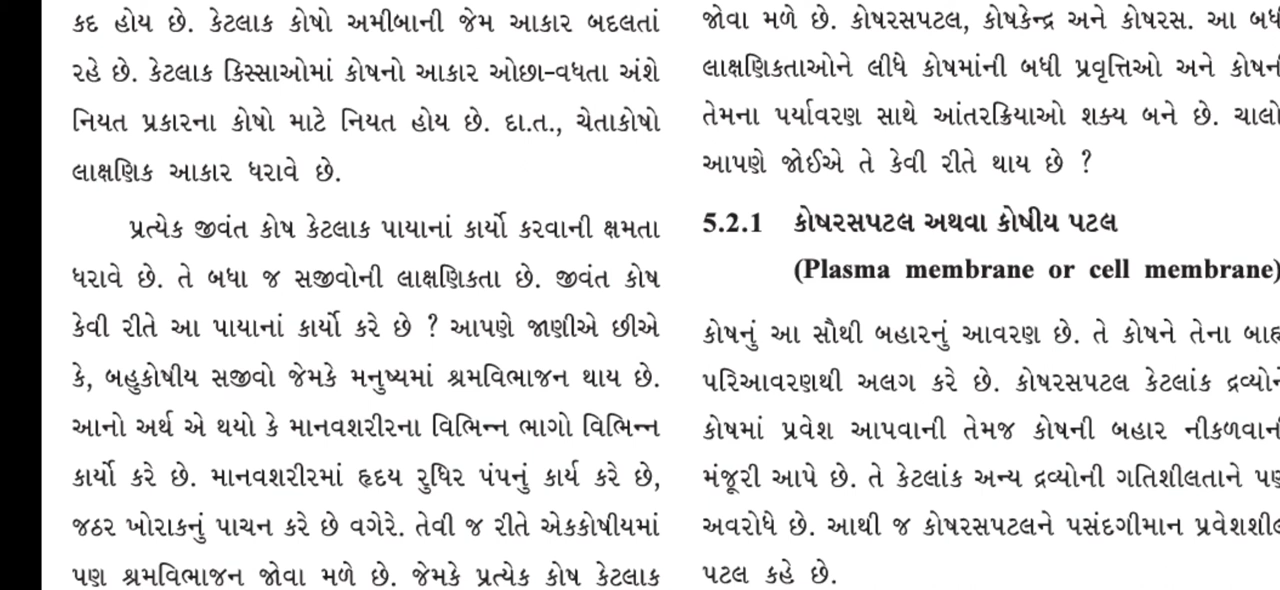 કદ હોય છે. કેટલાક કોષો અમીબાની જેમ આકાર બદલતાં
રહે છે. કેટલાક કિસ્સાઓમાં કોષનો આકાર ઓછા-વધતા અંશે
નિયત પ્રકારના કોષો માટે નિયત હોય છે. દા.ત., ચેતાકોષો
લાક્ષણિક આકાર ધરાવે છે.
પ્રત્યેક જીવંત કોષ કેટલાક પાયાનાં કાર્યો કરવાની ક્ષમતા
ધરાવે છે. તે બધા જ સજીવોની લાક્ષણિકતા છે. જીવંત કોષ
કેવી રીતે આ પાયાનાં કાર્યો કરે છે ? આપણે જાણીએ છીએ
કે, બહુકોષીય સજીવો જેમકે મનુષ્યમાં શ્રમવિભાજન થાય છે.
આનો અર્થ એ થયો કે માનવશરીરના વિભિન્ન ભાગો વિભિન્ન
કાર્યો કરે છે. માનવશરીરમાં હૃદય રુધિર પંપનું કાર્ય કરે છે,
જઠર ખોરાકનું પાચન કરે છે વગેરે. તેવી જ રીતે એકકોષીયમાં
પણ શ્રમવિભાજન જોવા મળે છે. જેમકે પ્રત્યેક કોષ કેટલાક
જોવા મળે છે. કોષરસપટલ, કોષકેન્દ્ર અને કોષરસ. આ
લાક્ષણિકતાઓને લીધે કોષમાંની બધી પ્રવૃત્તિઓ અને
તેમના પર્યાવરણ સાથે આંતરક્રિયાઓ શક્ય બને છે. ચાલો
આપણે જોઈએ તે કેવી રીતે થાય છે ?
5.2.1 કોષરસપટલ અથવા કોષીય પટલ
(Plasma membrane or cell membrane)
કોષનું આ સૌથી બહારનું આવરણ છે. તે કોષને તેના
પરિઆવરણથી અલગ કરે છે. કોષરસપટલ કેટલાંક
કોષમાં પ્રવેશ આપવાની તેમજ કોષની બહાર
મંજૂરી આપે છે. તે કેટલાંક અન્ય દ્રવ્યોની ગતિશીલતાને પણ
અવરોધે છે. આથી જ કોષરસપટલને પસંદગીમાન
પટલ કહે છે.